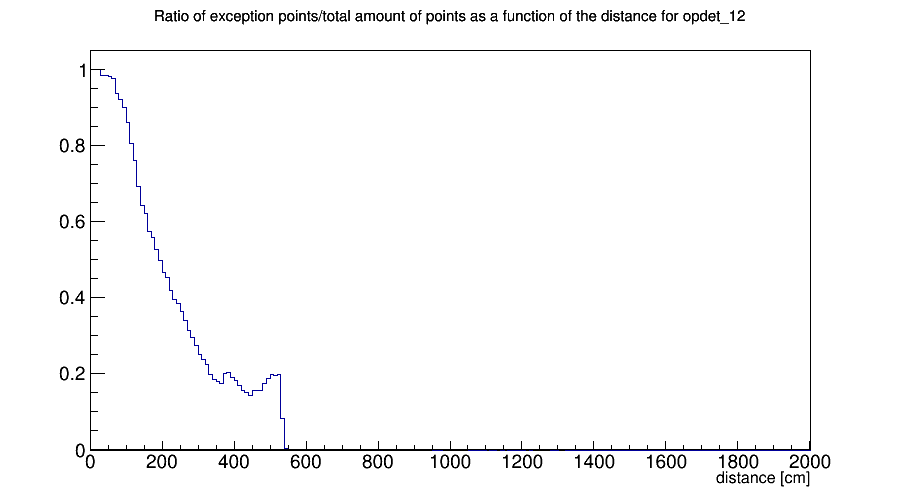 Ratio of exception points/total amount of points as a function of the distance for opdet_12
1
0.8
0.6
0.4
0.2
0
0 200 400 600 800 1000 1200 1400 1600 1800 2000
distance [cm]